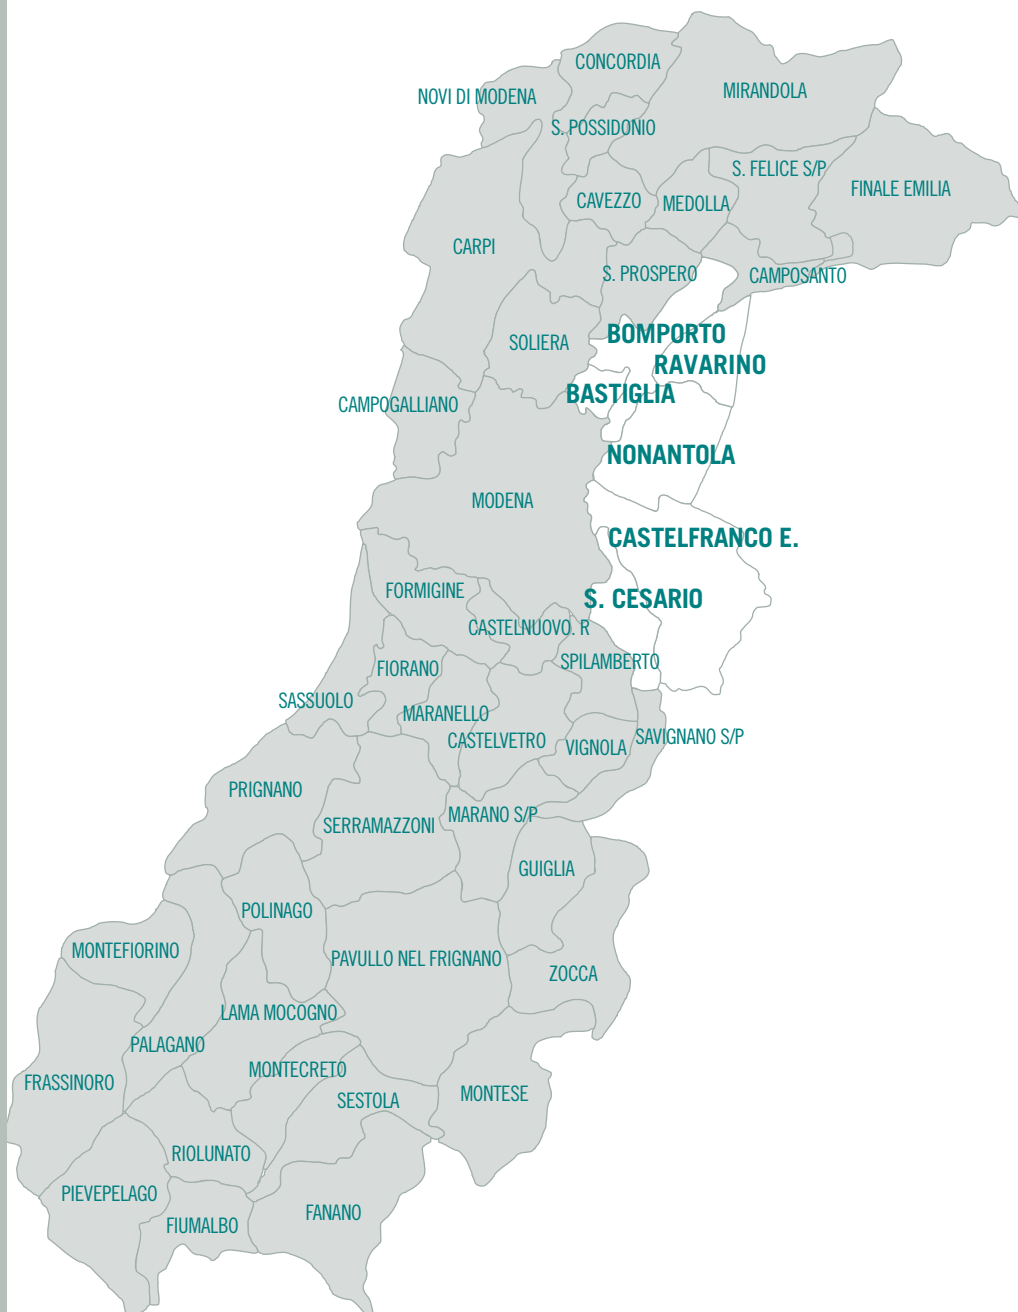 CONCORDIA
MIRANDOLA
NOVI DI MODENA
S. POSSIDONIO
S. FELICE S/P
FINALE EMILIA
CAVEZZO
MEDOLLA
CARPI
S. PROSPERO
CAMPOSANTO
BOMPORTO
SOLIERA
RAVARINO
BASTIGLIA
CAMPOGALLIANO
NONANTOLA
MODENA
CASTELFRANCO E.
FORMIGINE
S. CESARIO
CASTELNUOVO. R
SPILAMBERTO
FIORANO
SASSUOLO
MARANELLO
CASTELVETRO
VIGNOLA
SAVIGNANO S/P
PRIGNANO
MARANO S/P
SERRAMAZZONI
GUIGLIA
POLINAGO
MONTEFIORINO
PAVULLO NEL FRIGNANO
ZOCCA
LAMA MOCOGNO
PALAGANO
MONTECRETO
FRASSINORO
SESTOLA
MONTESE
RIOLUNATO
PIEVEPELAGO
FIUMALBO
FANANO